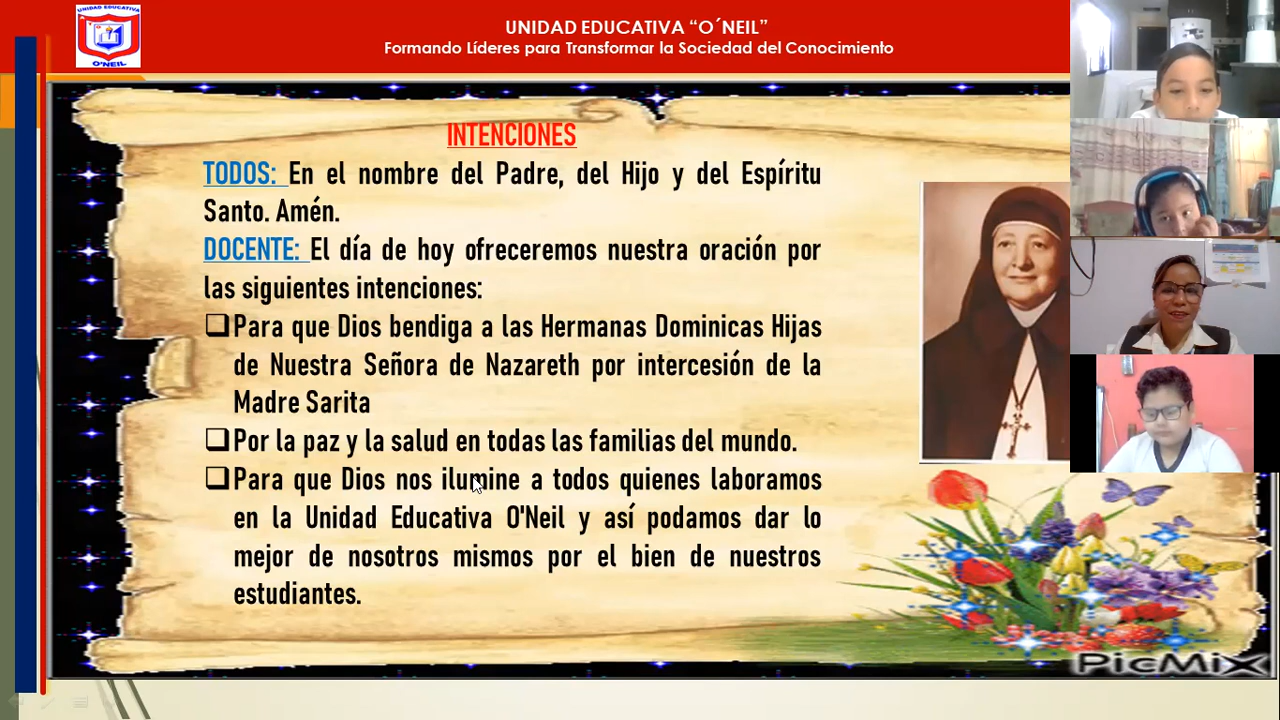 UNIDAD EDUCATIVA
O'NEIL
UNIDAD EDUCATIVA “O´NEIL”
Formando Líderes para Transformar la Sociedad del Conocimiento
INTENCIONES
TODOS: En el nombre del Padre, del Hijo y del Espíritu
Santo. Amén.
DOCENTE: El día de hoy ofreceremos nuestra oración por
las siguientes intenciones:
Para que Dios bendiga a las Hermanas Dominicas Hijas
de Nuestra Señora de Nazareth por intercesión de la
Madre Sarita
Por la paz y la salud en todas las familias del mundo.
Para que Dios nos ilumine a todos quienes laboramos
en la Unidad Educativa O'Neil y así podamos dar lo
mejor de nosotros mismos por el bien de nuestros
estudiantes.
PicMiX